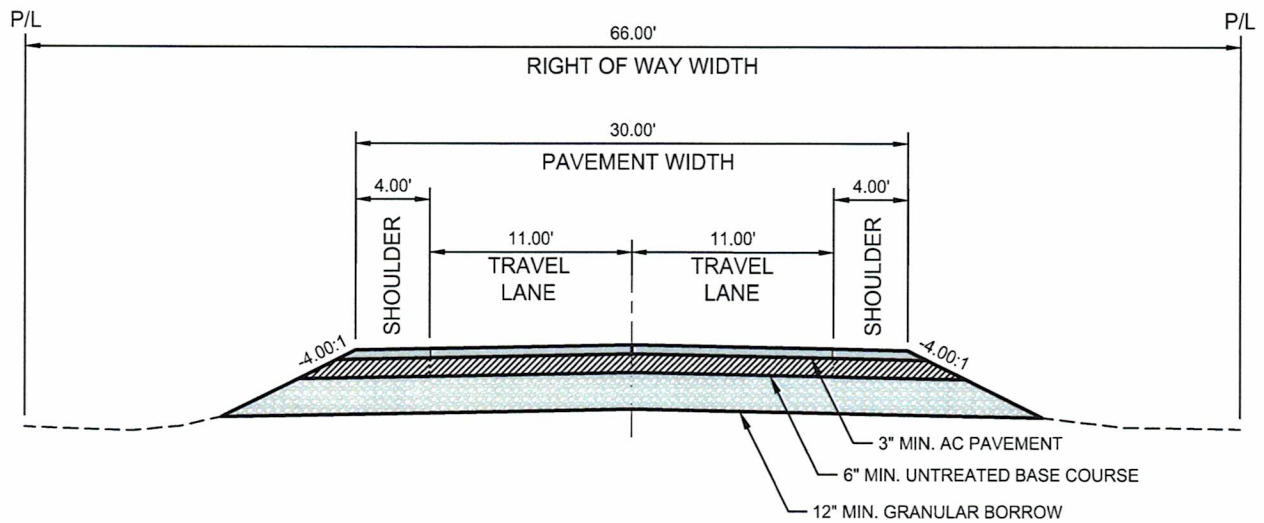 P/L
P/L
66.00'
RIGHT OF WAY WIDTH
30.00'
PAVEMENT WIDTH
4.00'
4.00'
SHOULDER
11.00'
TRAVEL
LANE
11.00'
TRAVEL
LANE
SHOULDER
-4.00:1
-4.00:1
3" MIN. AC PAVEMENT
6" MIN. UNTREATED BASE COURSE
12" MIN. GRANULAR BORROW